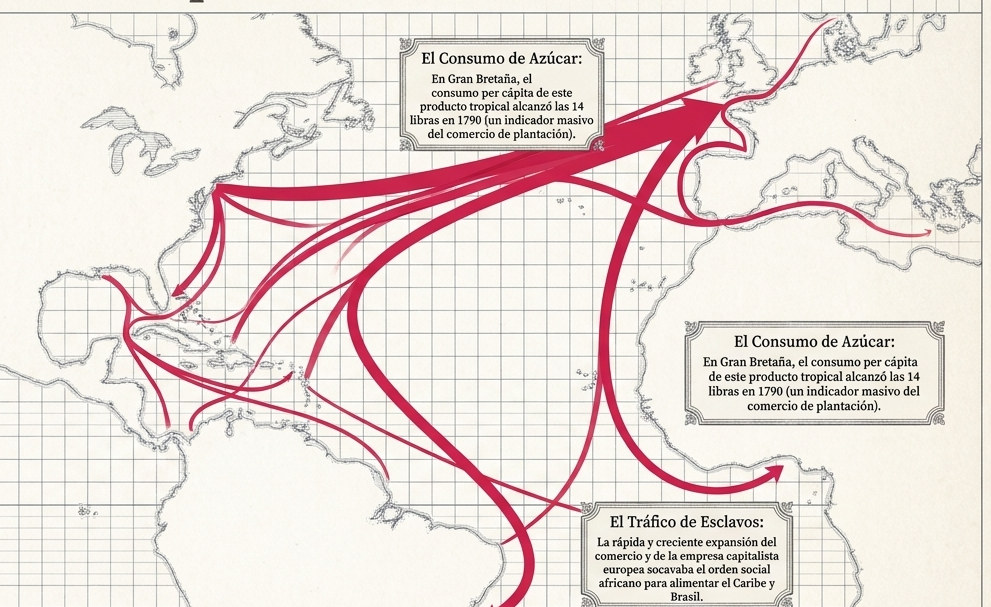 El Consumo de Azúcar:
En Gran Bretaña, el
consumo per cápita de este
producto tropical alcanzó las 14
libras en 1790 (un indicador masivo
del comercio de plantación).
El Consumo de Azúcar:
En Gran Bretaña, el consumo per cápita
de este producto tropical alcanzó las 14
libras en 1790 (un indicador masivo del
comercio de plantación).
El Tráfico de Esclavos:
La rápida y creciente expansión del
comercio y de la empresa capitalista
europea socavaba el orden social
africano para alimentar el Caribe y
Brasil.